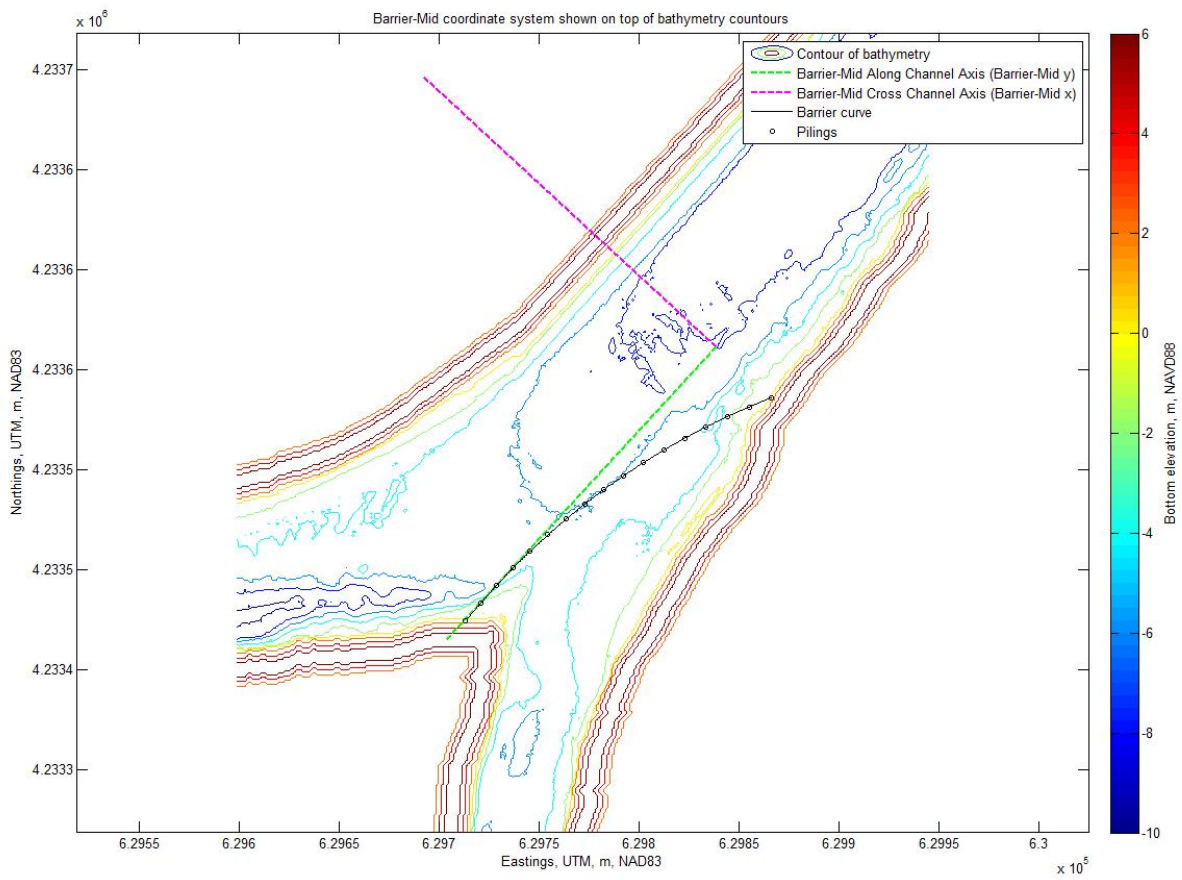 Barrier-Mid coordinate system shown on top of bathymetry countours
x 10^6
4.2337
4.2336
4.2336
4.2336
4.2335
4.2335
4.2334
4.2333
Northings, UTM, m, NAD83
Contour of bathymetry
Barrier-Mid Along Channel Axis (Barrier-Mid y)
Barrier-Mid Cross Channel Axis (Barrier-Mid x)
Barrier curve
Pilings
6
4
2
0
-2
-4
-6
-8
-10
Bottom elevation, m, NAVD88
6.2955
6.296
6.2965
6.297
6.2975
6.298
6.2985
6.299
6.2995
6.3
Eastings, UTM, m, NAD83
x 10^5